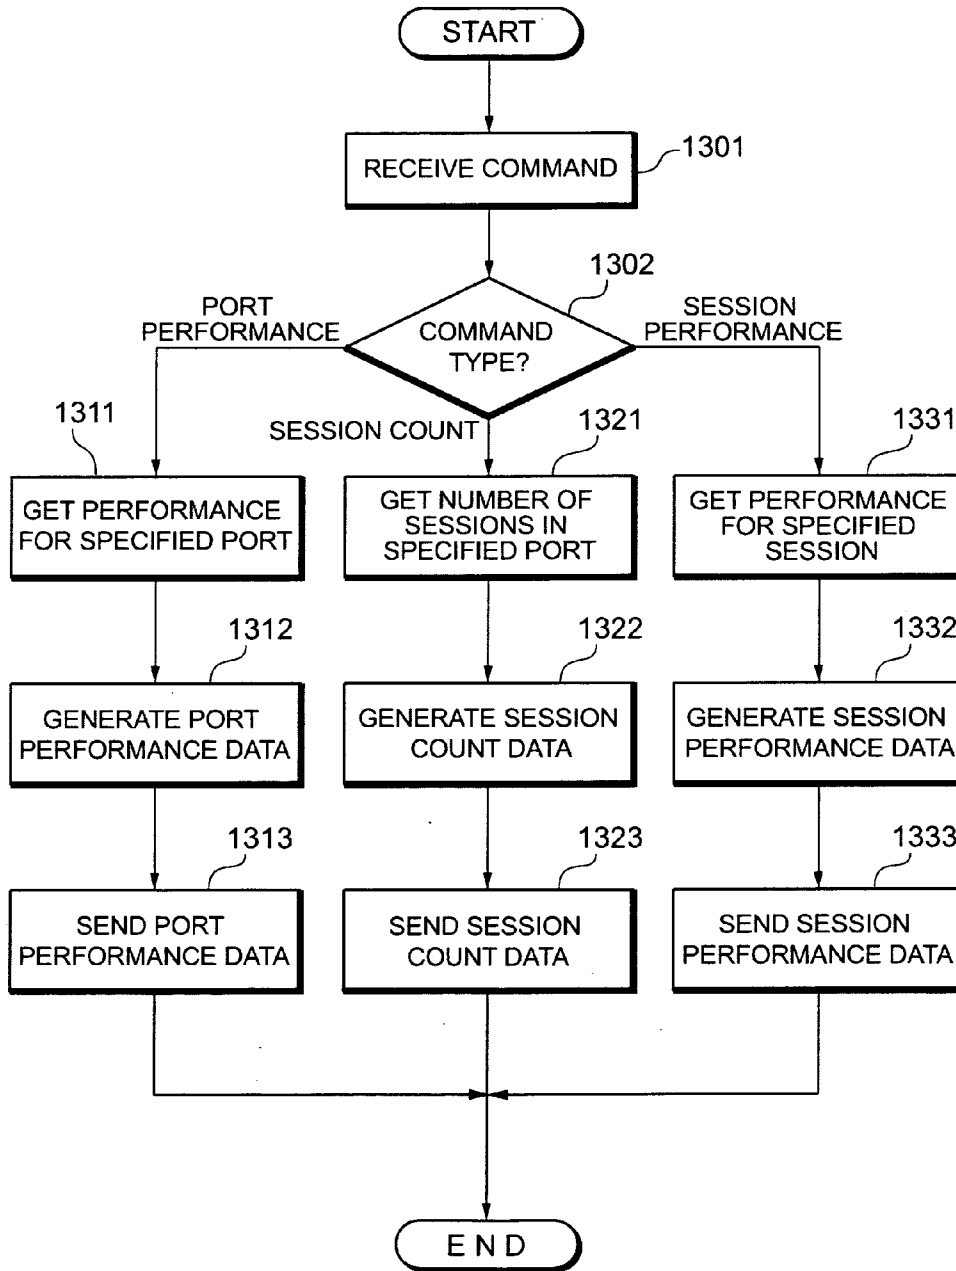 START
RECEIVE COMMAND
1301
COMMAND
TYPE?
1302
PORT
PERFORMANCE
SESSION COUNT
SESSION
PERFORMANCE
1311
GET PERFORMANCE
FOR SPECIFIED PORT
1321
GET NUMBER OF
SESSIONS IN
SPECIFIED PORT
1331
GET PERFORMANCE
FOR SPECIFIED
SESSION
1312
GENERATE PORT
PERFORMANCE DATA
1322
GENERATE SESSION
COUNT DATA
1332
GENERATE SESSION
PERFORMANCE DATA
1313
SEND PORT
PERFORMANCE DATA
1323
SEND SESSION
COUNT DATA
1333
SEND SESSION
PERFORMANCE DATA
END